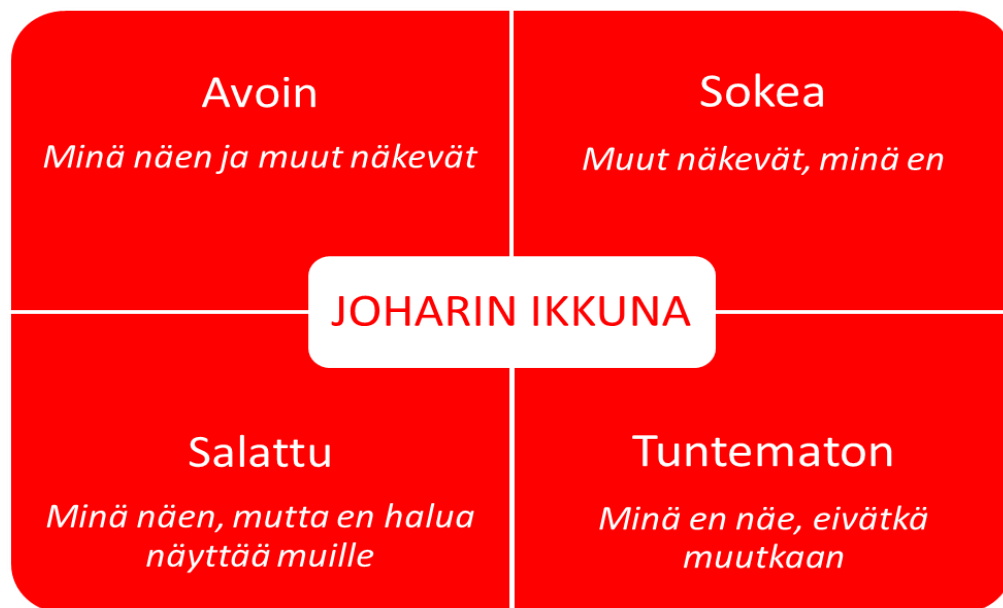 Avoin
Minä näen ja muut näkevät
Sokea
Muut näkevät, minä en
JOHARIN IKKUNA
Salattu
Minä näen, mutta en halua
näyttää muille
Tuntematon
Minä en näe, eivätkä
muutkaan